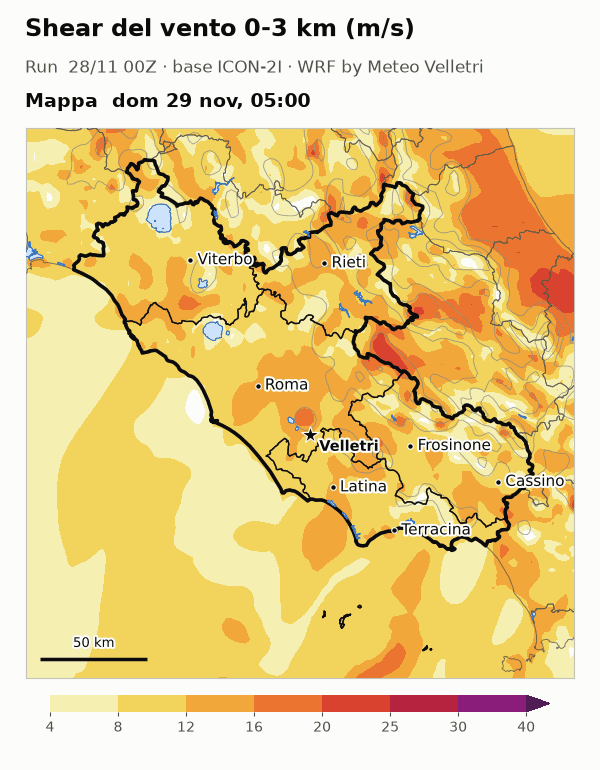 Shear del vento 0-3 km (m/s)
Run  28/11 00Z · base ICON-2I · WRF by Meteo Velletri
Mappa  dom 29 nov, 05:00
Viterbo
Rieti
Roma
Velletri
Frosinone
Latina
Cassino
Terracina
50 km
4 8 12 16 20 25 30 40